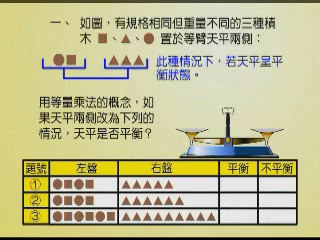 一、 如圖,有規格相同但重量不同的三種積
木 ■、▲、● 置於等臂天平兩側:
此種情況下,若天平呈平
衡狀態。
用等量乘法的概念,如
果天平兩側改為下列的
情況,天平是否平衡?
題號 左盤 右盤 平衡 不平衡
①
②
③